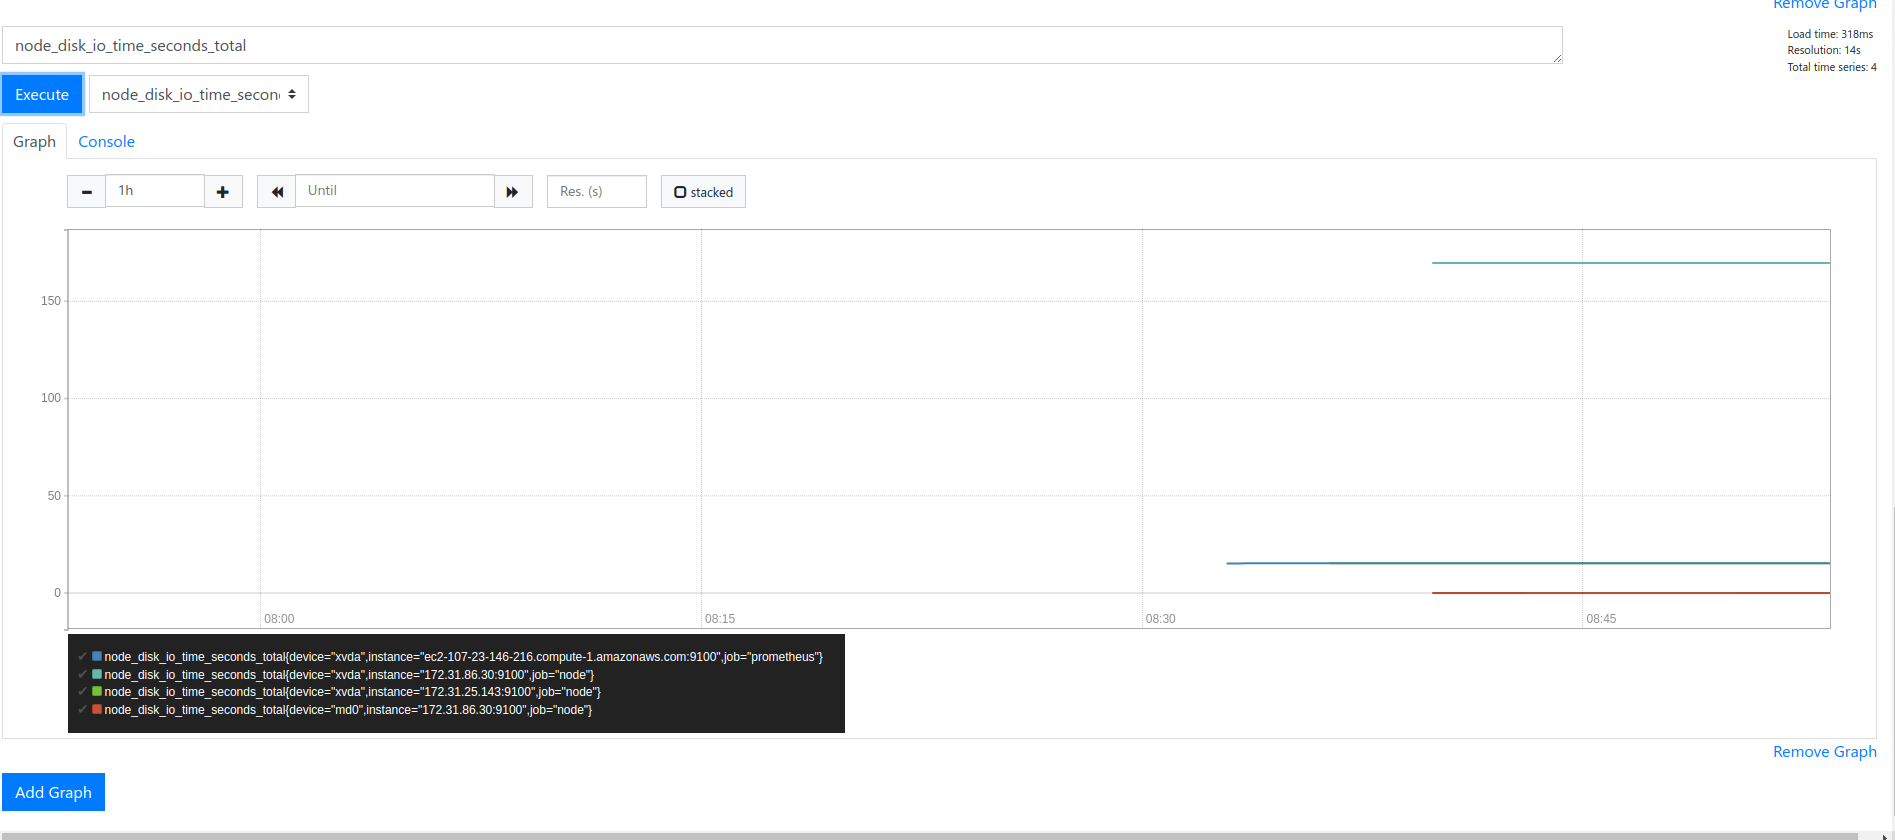 Remove Graph
node_disk_io_time_seconds_total
Load time: 318ms
Resolution: 14s
Total time series: 4
Execute
node_disk_io_time_secon
Graph
Console
1h
Until
Res. (s)
stacked
150
100
50
0
08:00
08:15
08:30
08:45
node_disk_io_time_seconds_total{device="xvda",instance="ec2-107-23-146-216.compute-1.amazonaws.com:9100",job="prometheus"}
node_disk_io_time_seconds_total{device="xvda",instance="172.31.86.30:9100",job="node"}
node_disk_io_time_seconds_total{device="xvda",instance="172.31.25.143:9100",job="node"}
node_disk_io_time_seconds_total{device="md0",instance="172.31.86.30:9100",job="node"}
Remove Graph
Add Graph